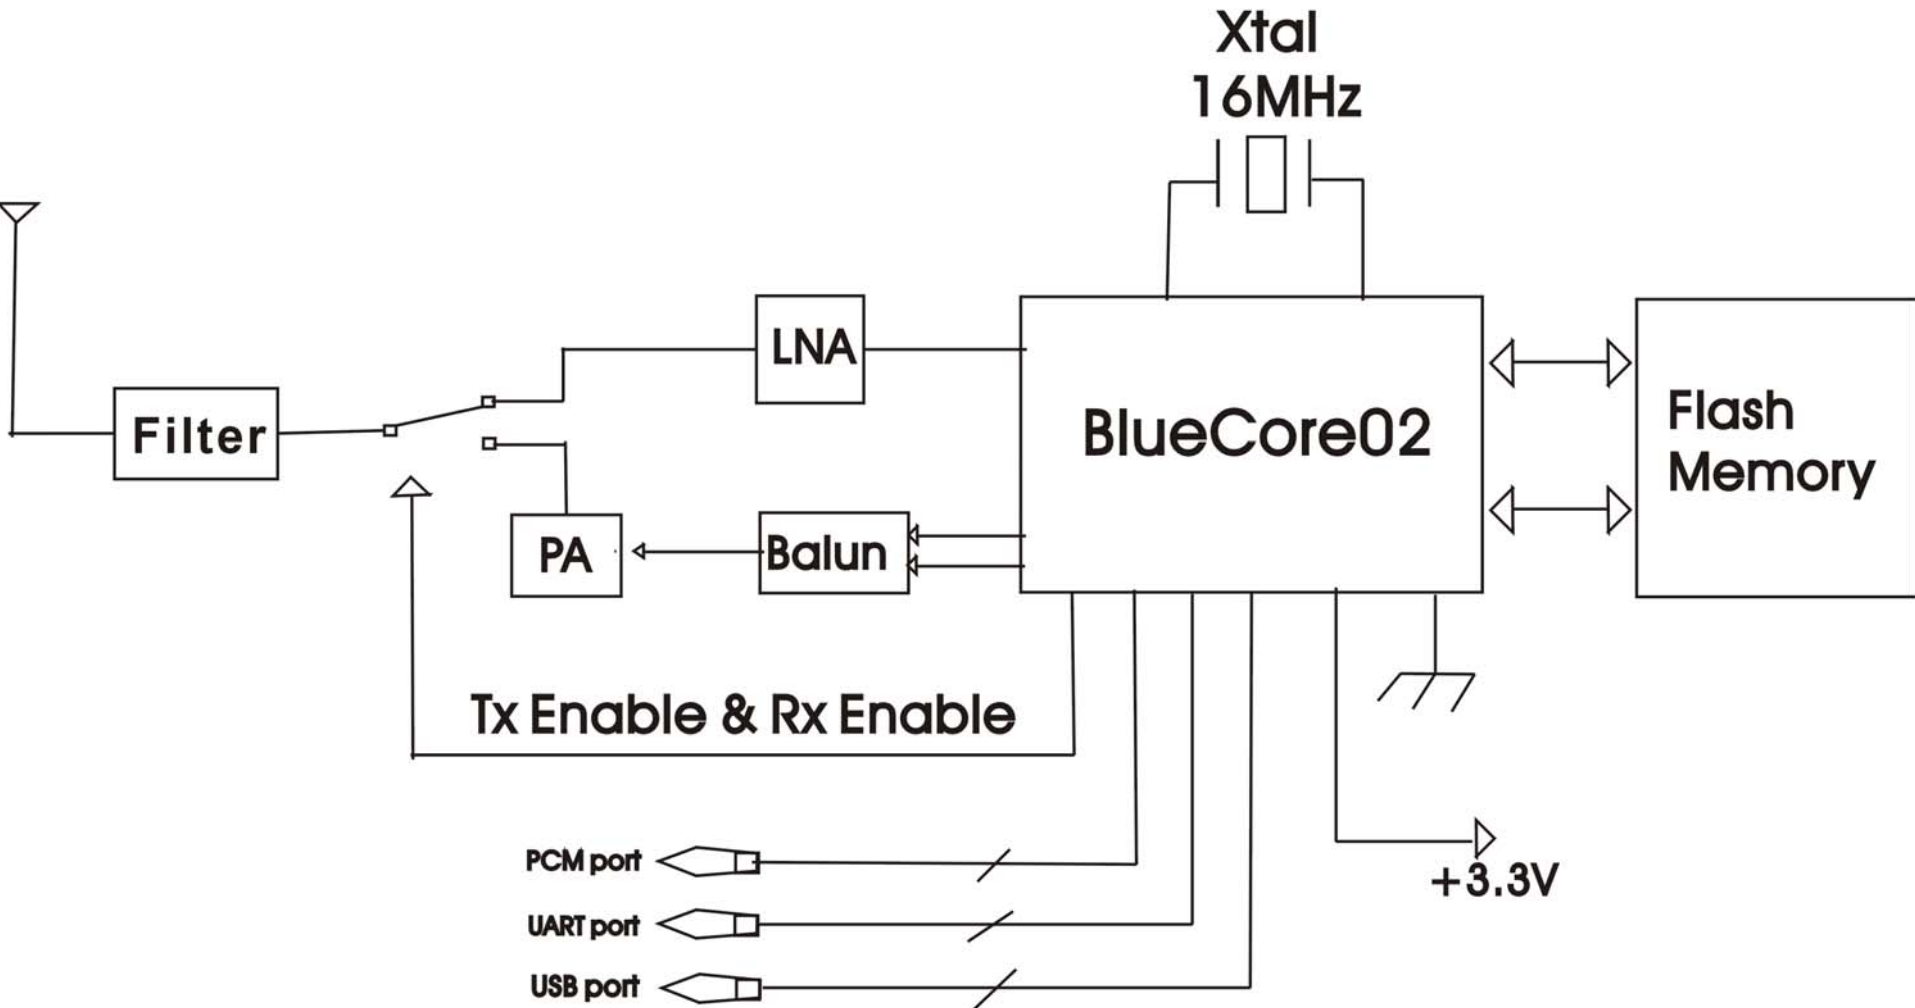 Xtal
16MHz
LNA
Filter
BlueCore02
Flash
Memory
PA
Balun
Tx Enable & Rx Enable
PCM port
+3.3V
UART port
USB port